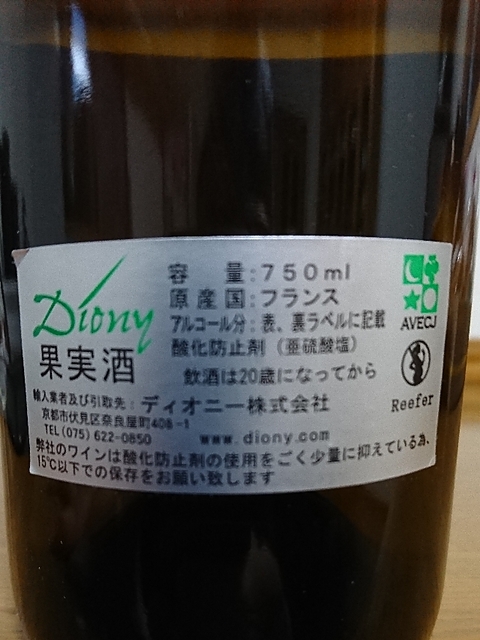 Diony
果実酒
容量:750ml
原産国:フランス
アルコール分:表、裏ラベルに記載
酸化防止剤(亜硫酸塩)
飲酒は20歳になってから
AVECJ
Reefer
輸入業者及び引取先:ディオニー株式会社
京都市伏見区奈良屋町408-1
TEL(075)622-0850
www.diony.com
弊社のワインは酸化防止剤の使用をごく少量に抑えている為、
15℃以下での保存をお願い致します